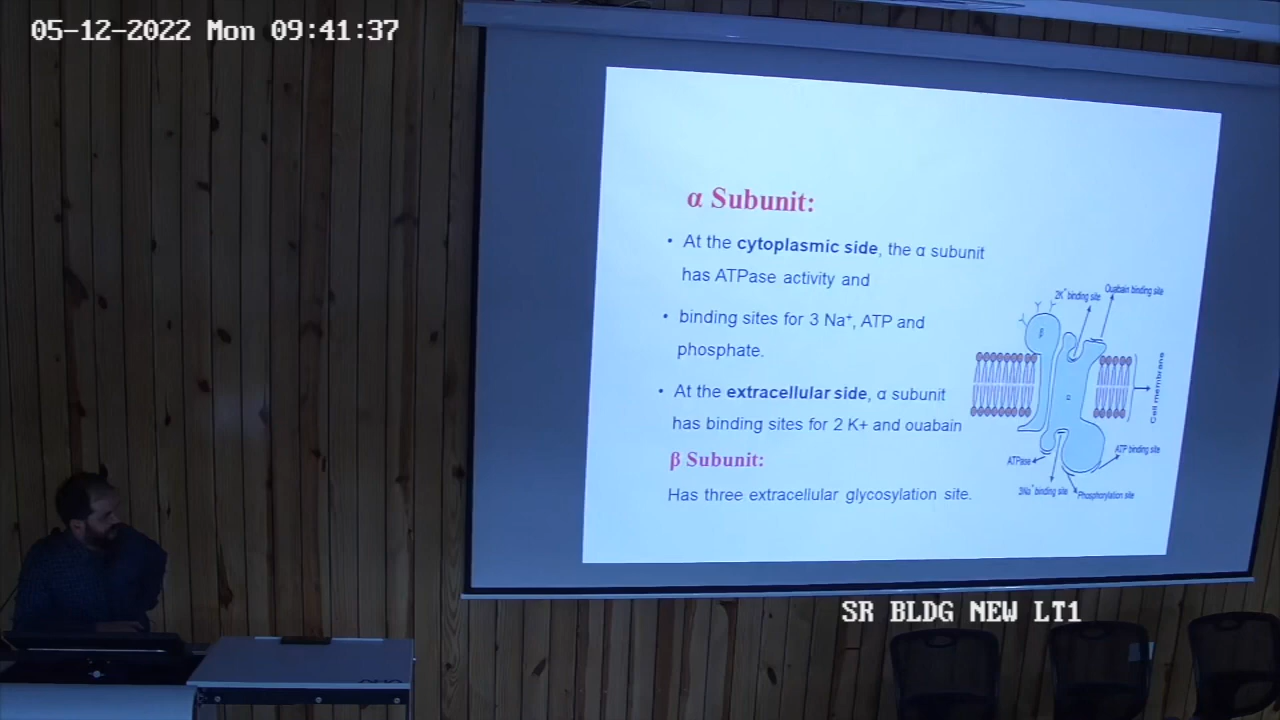 05-12-2022 Mon 09:41:37
α Subunit:
• At the cytoplasmic side, the α subunit
has ATPase activity and
• binding sites for 3 Na⁺, ATP and
phosphate.
• At the extracellular side, α subunit
has binding sites for 2 K+ and ouabain
β Subunit:
Has three extracellular glycosylation site.
2K⁺ binding site
Ouabain binding site
β
α
Cell membrane
ATPase
ATP binding site
3Na⁺ binding site
Phosphorylation site
SR BLDG NEW LT1